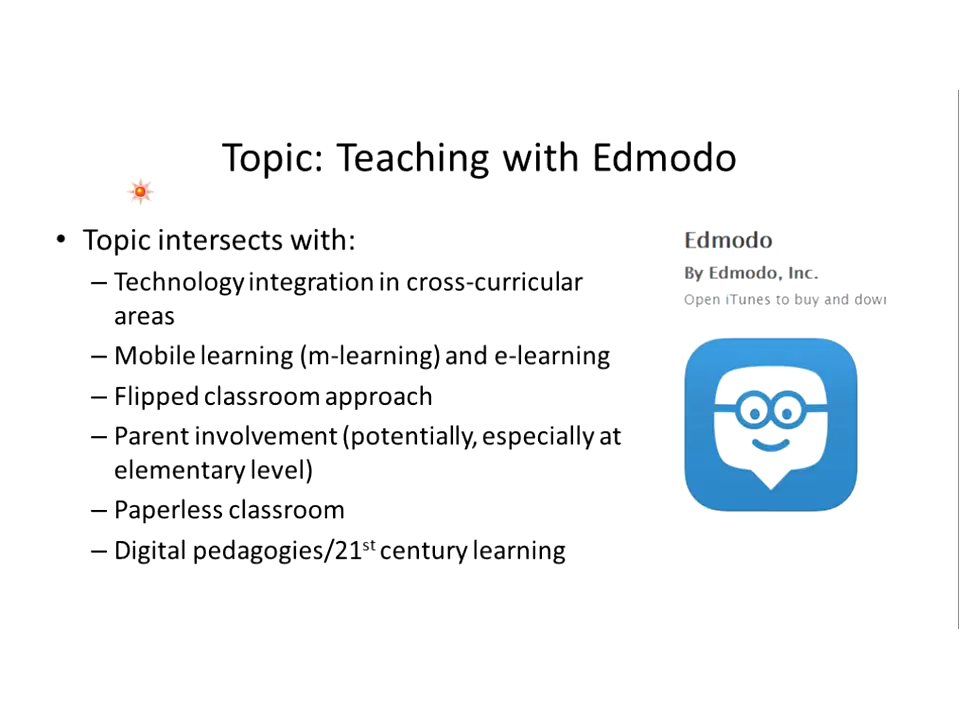 Topic: Teaching with Edmodo
• Topic intersects with:
– Technology integration in cross-curricular
areas
– Mobile learning (m-learning) and e-learning
– Flipped classroom approach
– Parent involvement (potentially, especially at
elementary level)
– Paperless classroom
– Digital pedagogies/21st century learning
Edmodo
By Edmodo, Inc.
Open iTunes to buy and